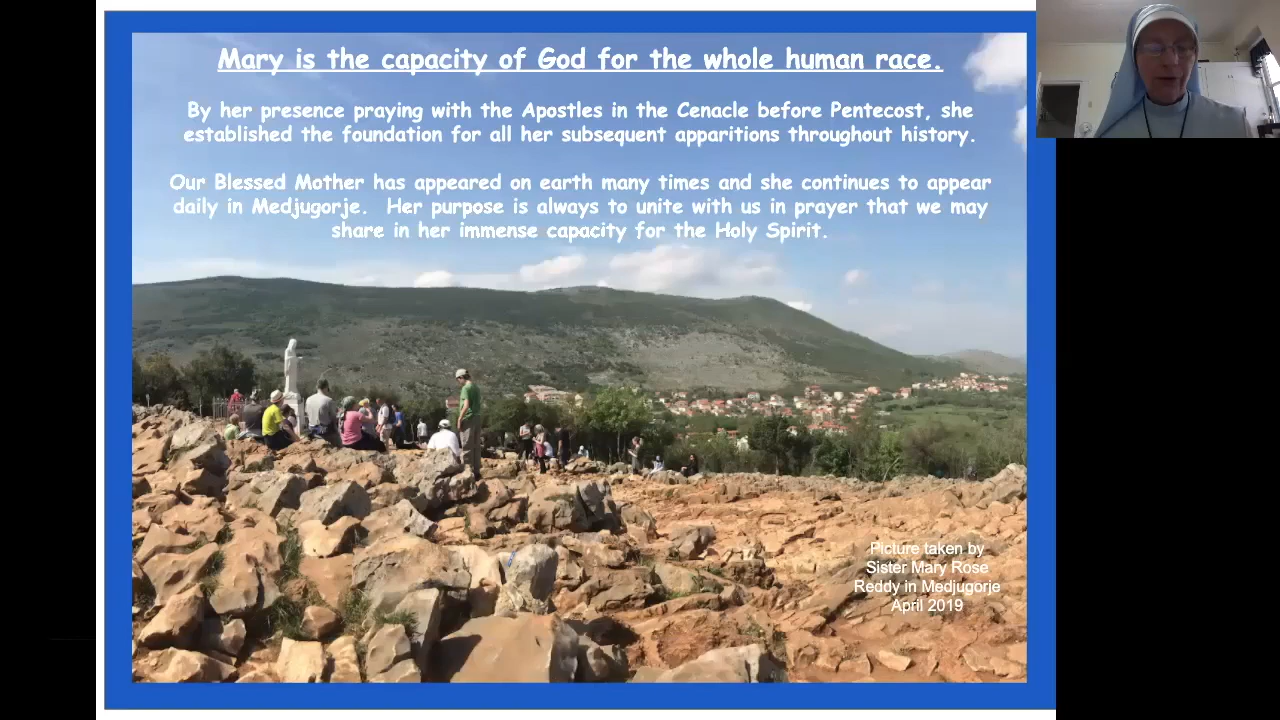 Mary is the capacity of God for the whole human race.
By her presence praying with the Apostles in the Cenacle before Pentecost, she
established the foundation for all her subsequent apparitions throughout history.
Our Blessed Mother has appeared on earth many times and she continues to appear
daily in Medjugorje.  Her purpose is always to unite with us in prayer that we may
share in her immense capacity for the Holy Spirit.
Picture taken by
Sister Mary Rose
Reddy in Medjugorje
April 2019